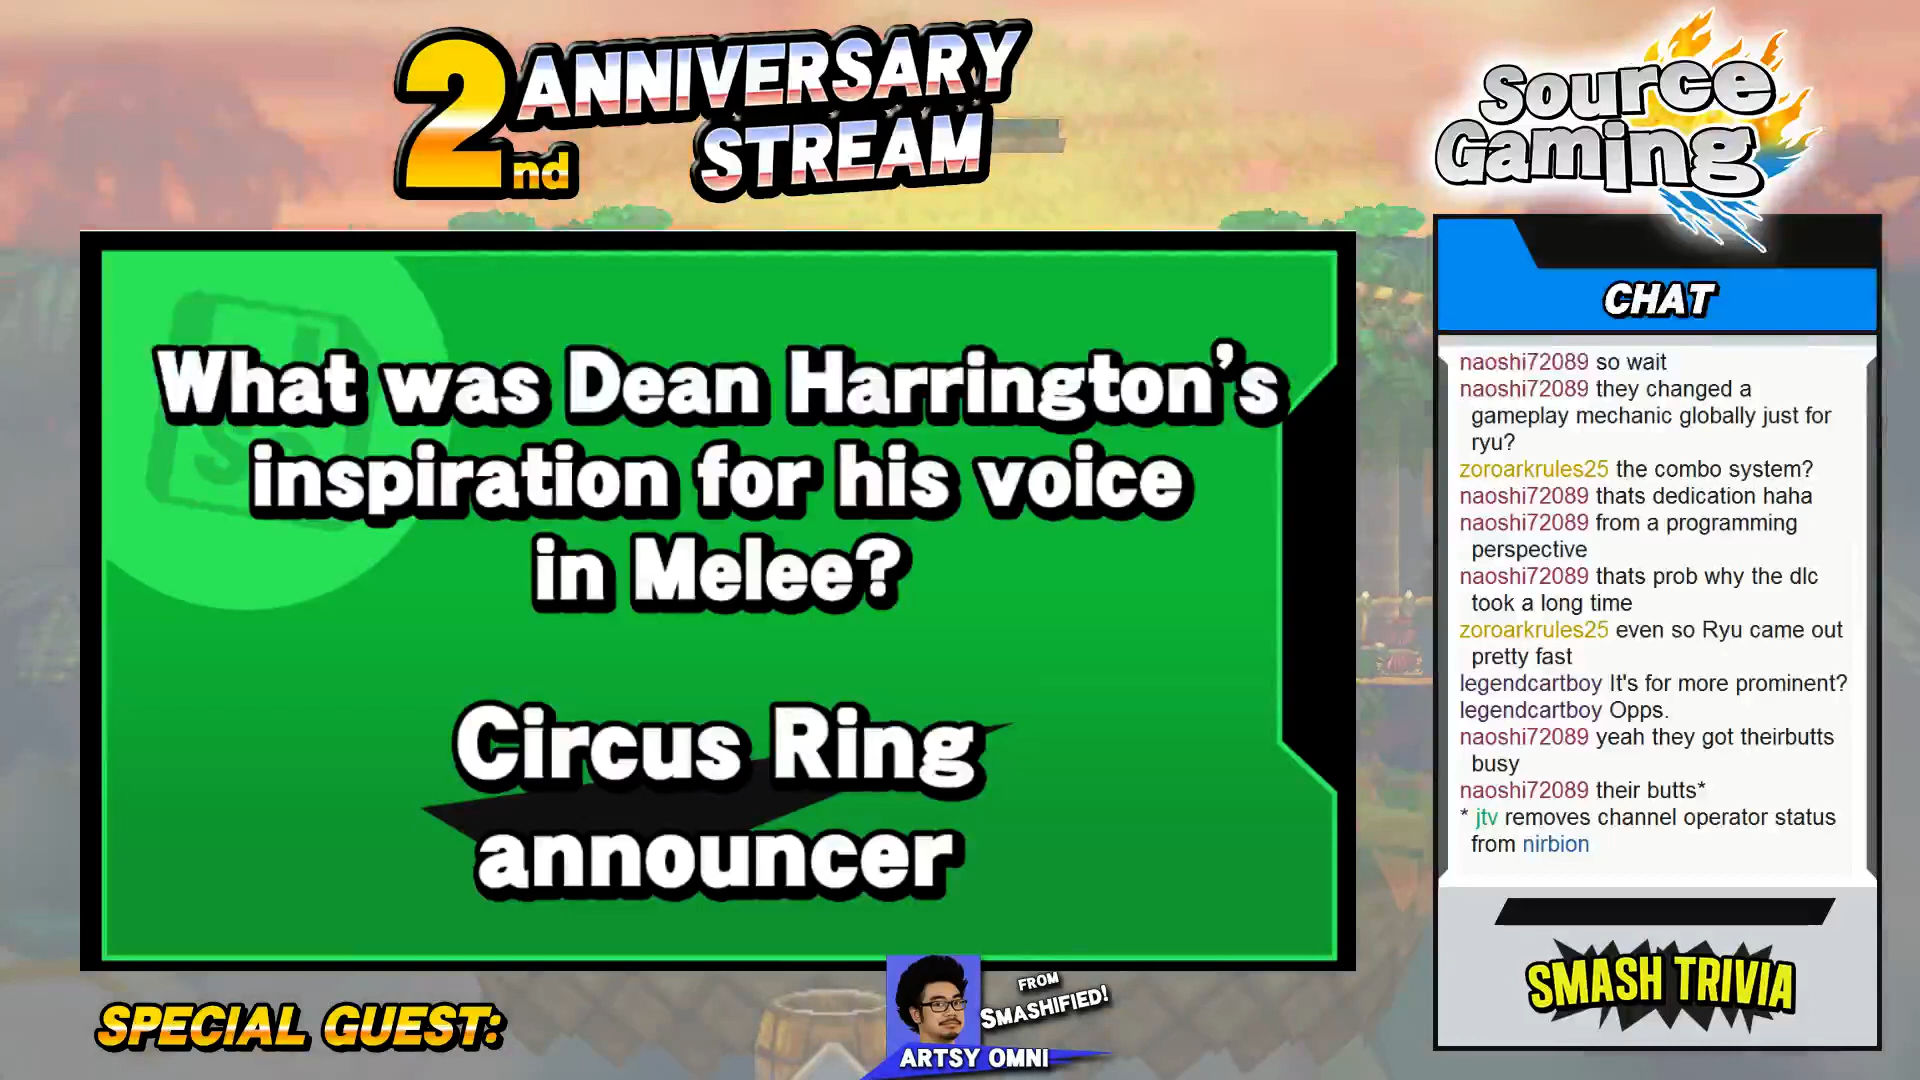 2nd ANNIVERSARY
STREAM
Source
Gaming
What was Dean Harrington's
inspiration for his voice
in Melee?
Circus Ring
announcer
CHAT
naoshi72089 so wait
naoshi72089 they changed a
gameplay mechanic globally just for
ryu?
zoroarkrules25 the combo system?
naoshi72089 thats dedication haha
naoshi72089 from a programming
perspective
naoshi72089 thats prob why the dlc
took a long time
zoroarkrules25 even so Ryu came out
pretty fast
legendcartboy It's for more prominent?
legendcartboy Opps.
naoshi72089 yeah they got theirbutts
busy
naoshi72089 their butts*
* jtv removes channel operator status
from nirbion
SMASH TRIVIA
SPECIAL GUEST:
FROM
SMASHIFIED!
ARTSY OMNI